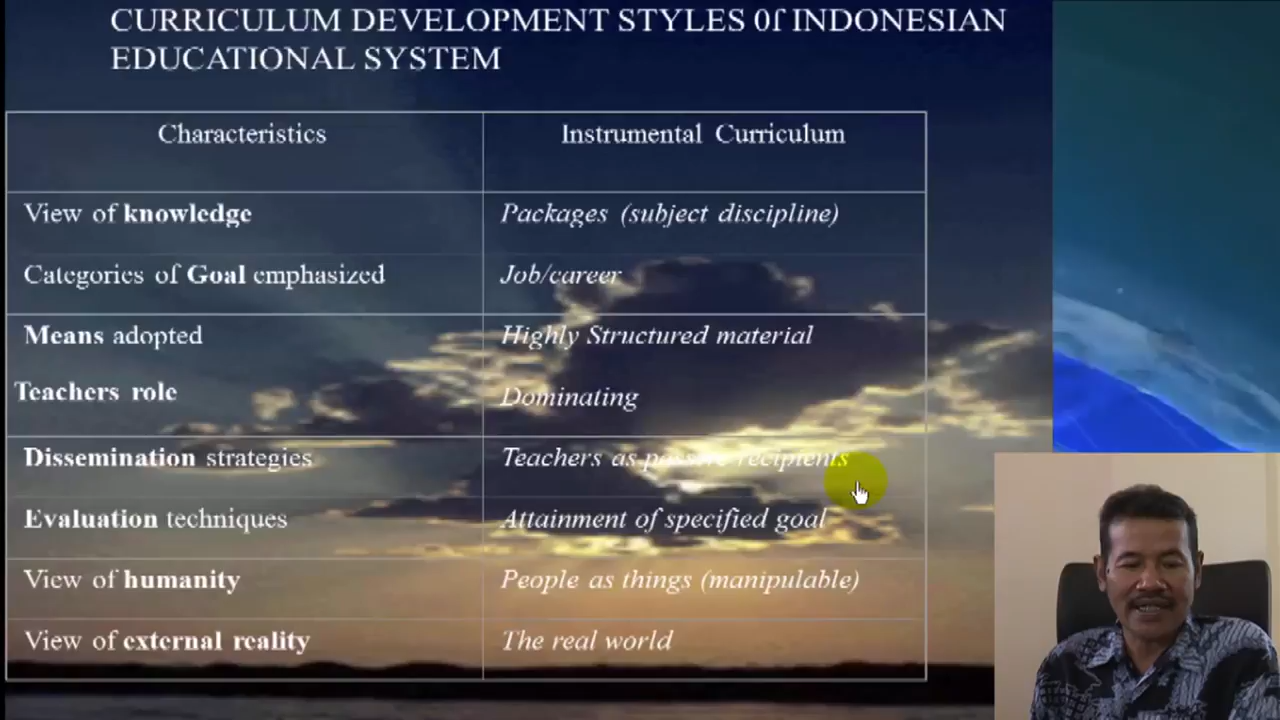 CURRICULUM DEVELOPMENT STYLES 0f INDONESIAN
EDUCATIONAL SYSTEM
Characteristics Instrumental Curriculum
View of knowledge Packages (subject discipline)
Categories of Goal emphasized Job/career
Means adopted Highly Structured material
Teachers role Dominating
Dissemination strategies Teachers as passive recipients
Evaluation techniques Attainment of specified goal
View of humanity People as things (manipulable)
View of external reality The real world